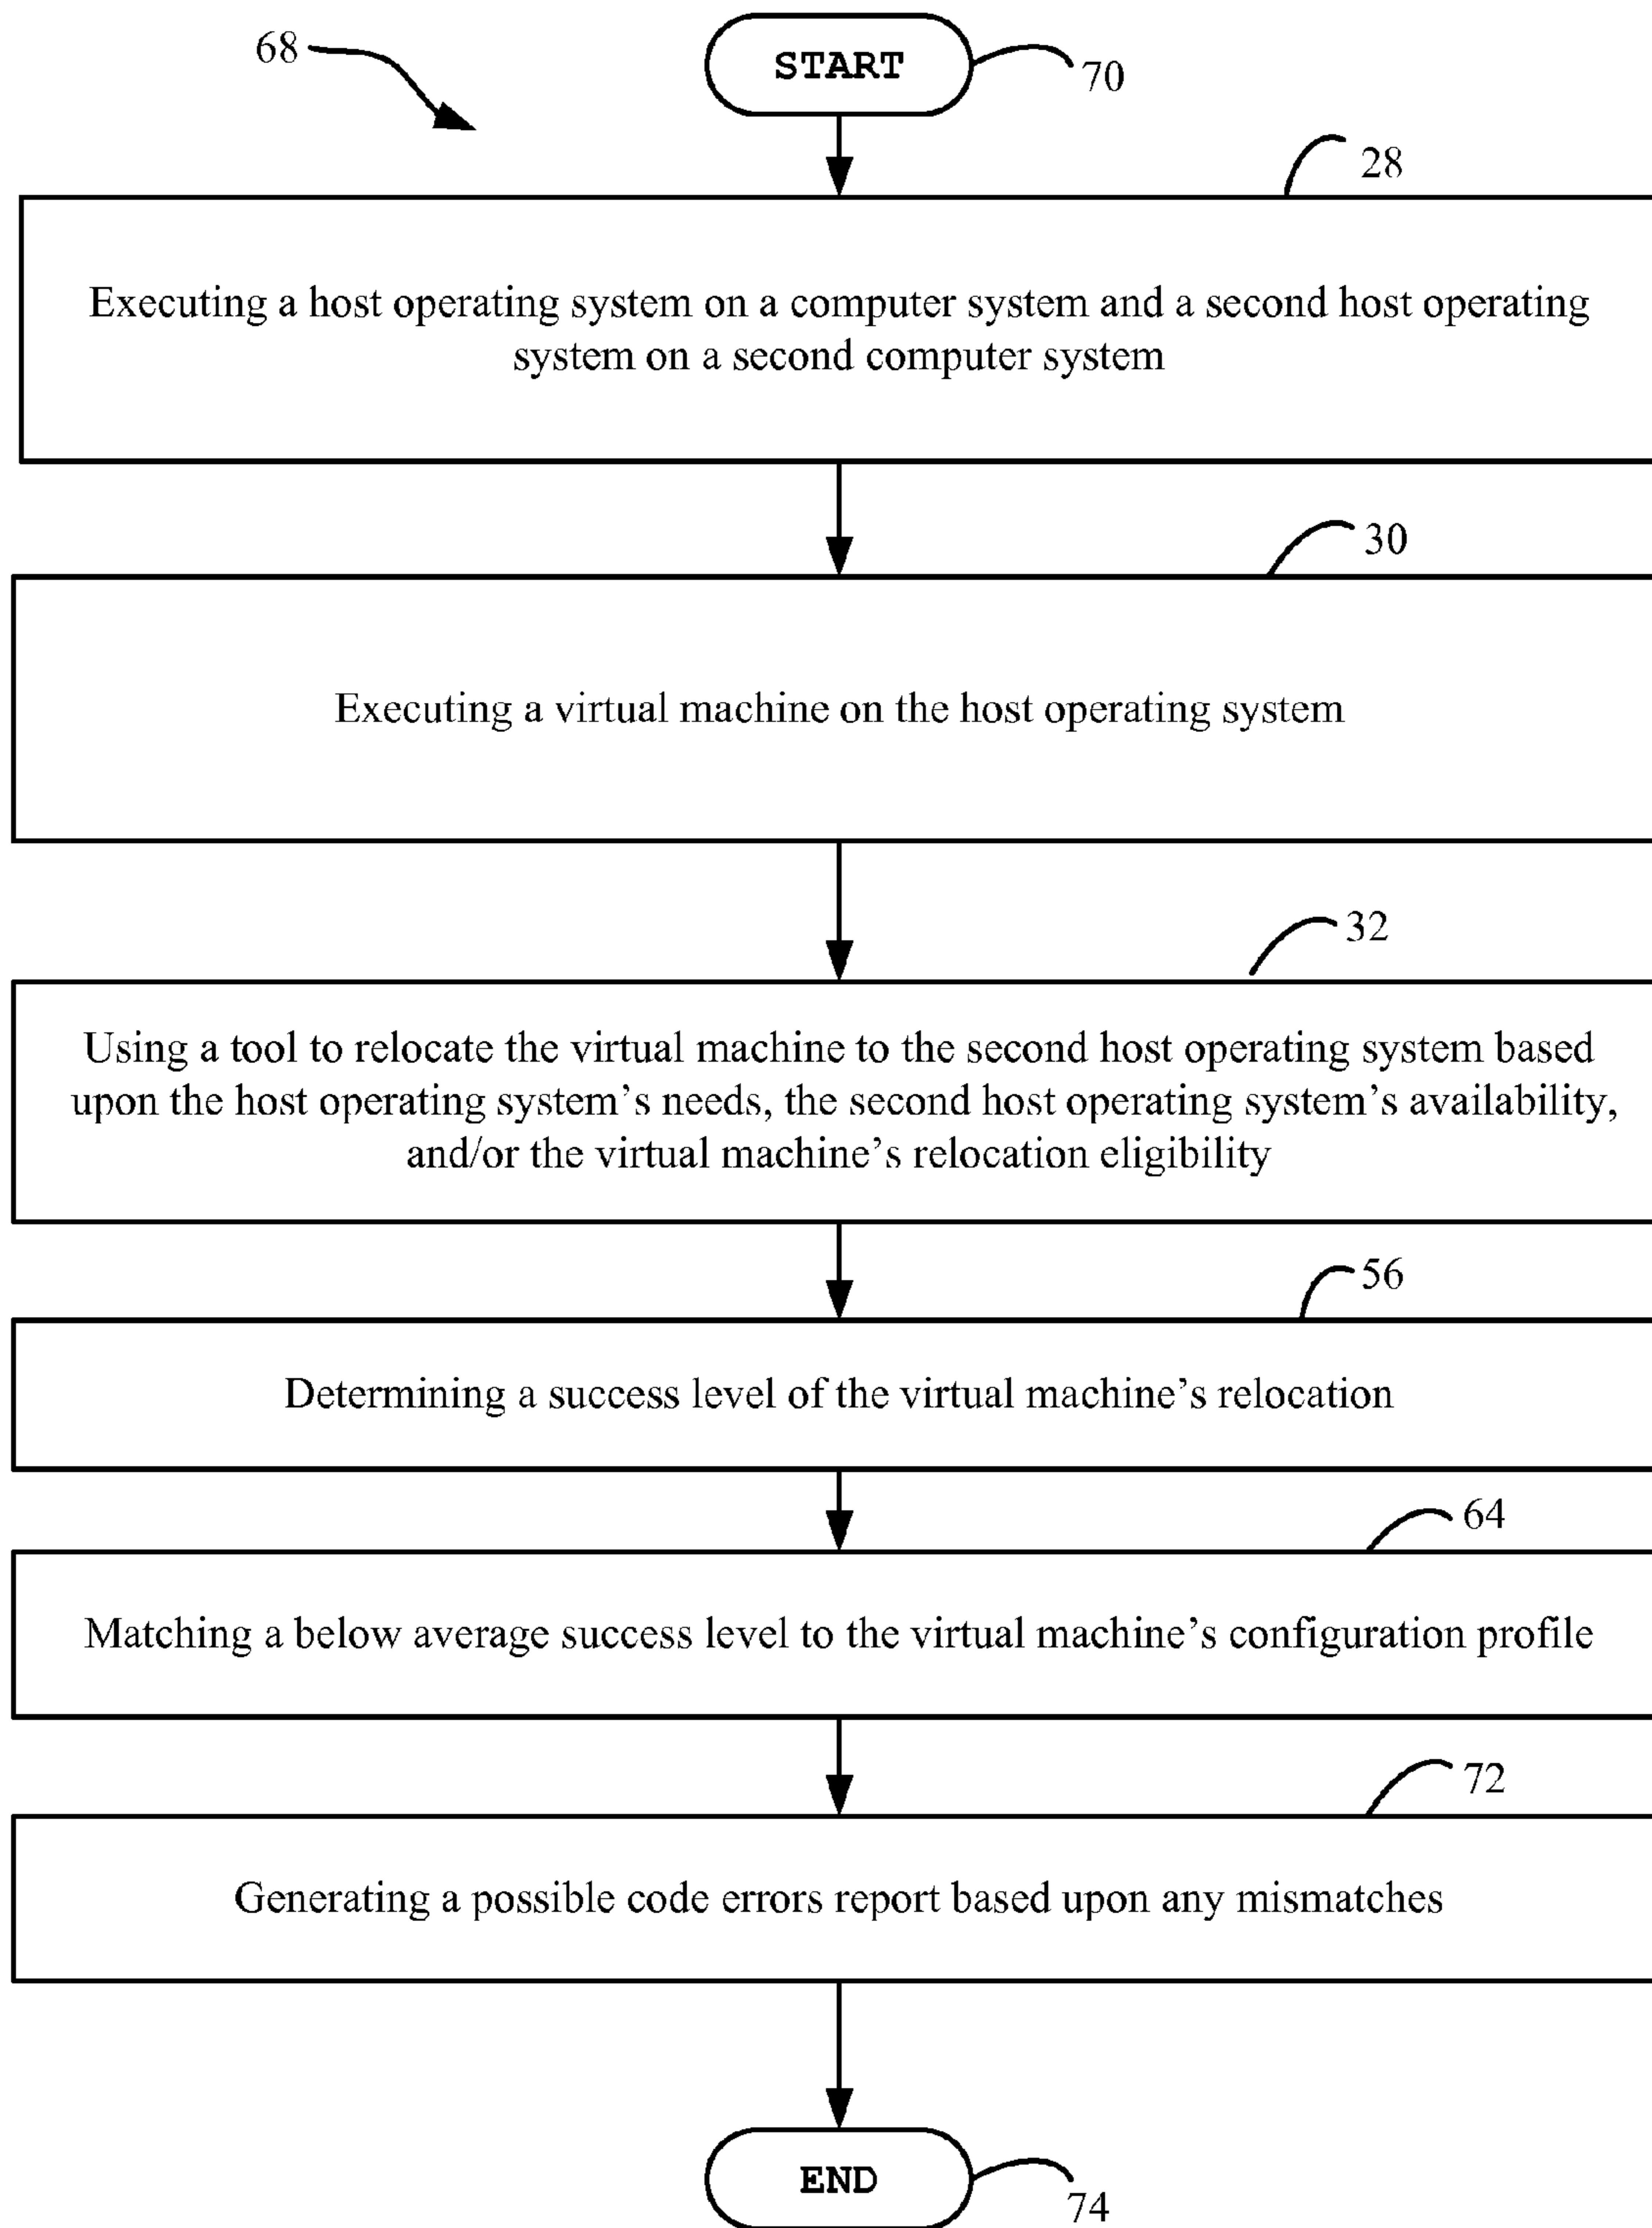 68
START
70
28
Executing a host operating system on a computer system and a second host operating
system on a second computer system
30
Executing a virtual machine on the host operating system
32
Using a tool to relocate the virtual machine to the second host operating system based
upon the host operating system’s needs, the second host operating system’s availability,
and/or the virtual machine’s relocation eligibility
56
Determining a success level of the virtual machine’s relocation
64
Matching a below average success level to the virtual machine’s configuration profile
72
Generating a possible code errors report based upon any mismatches
END
74